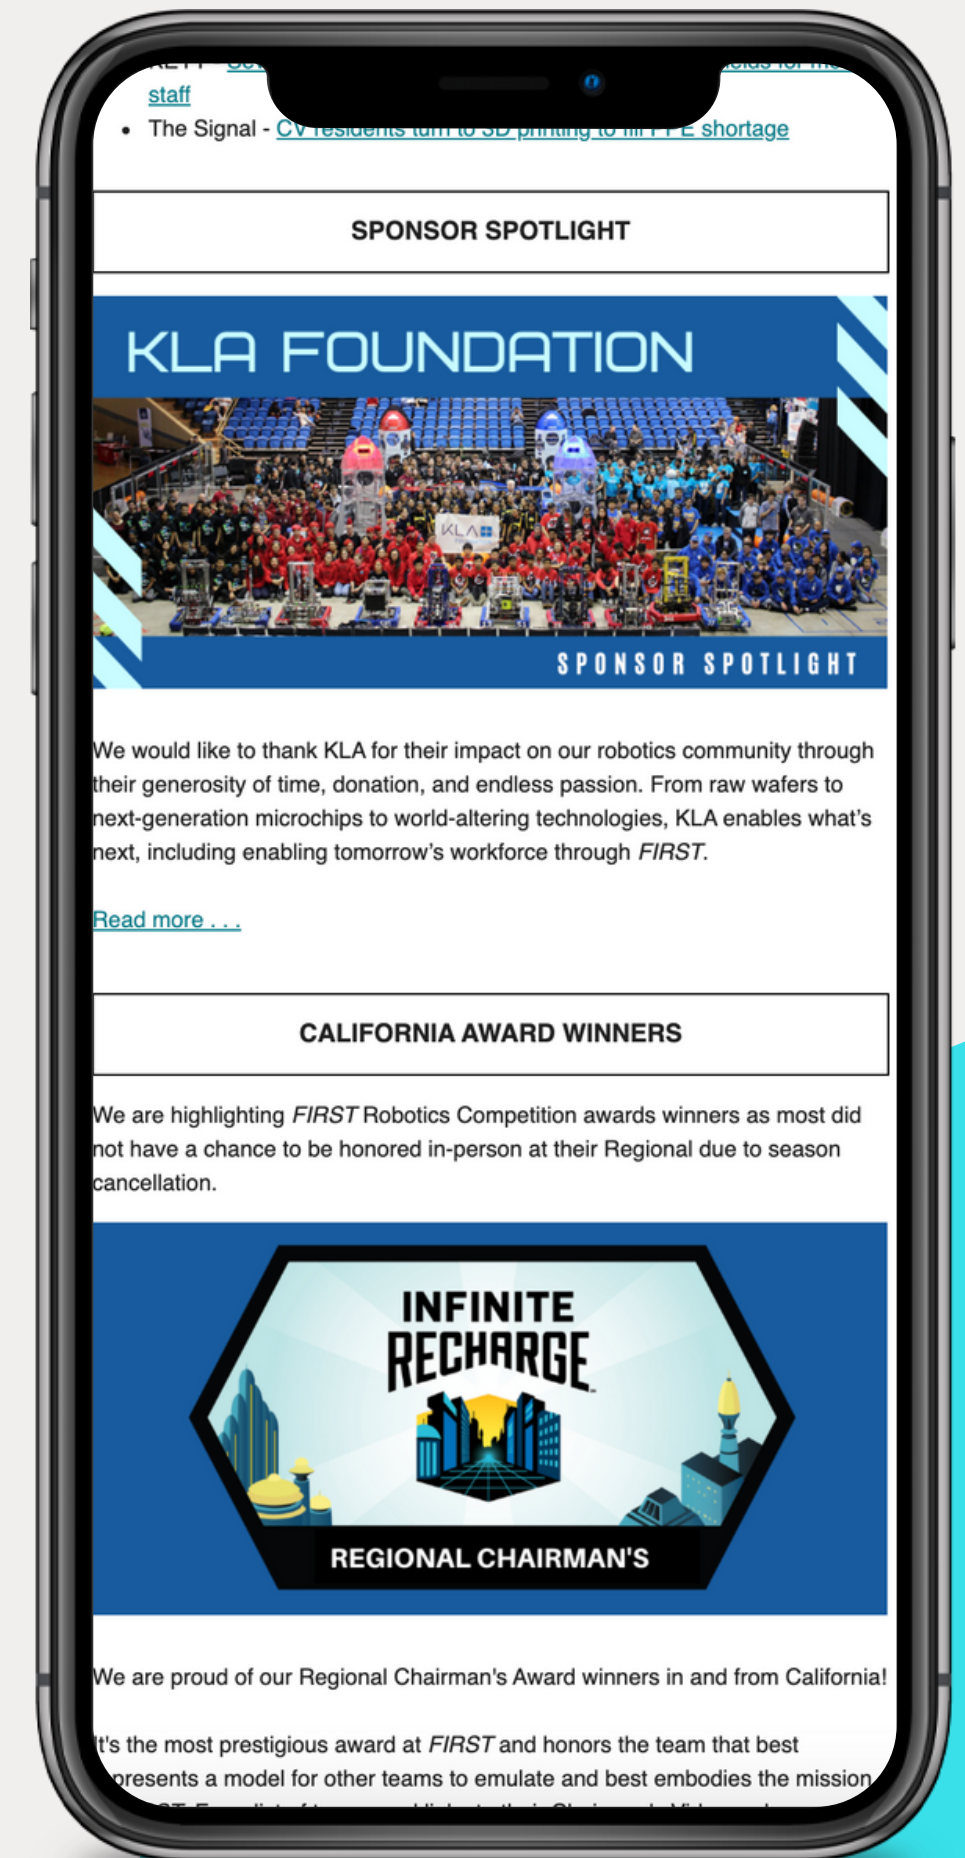 staff
• The Signal - CV residents turn to 3D printing to fill PPE shortage
SPONSOR SPOTLIGHT
KLA FOUNDATION
KLA
SPONSOR SPOTLIGHT
We would like to thank KLA for their impact on our robotics community through
their generosity of time, donation, and endless passion. From raw wafers to
next-generation microchips to world-altering technologies, KLA enables what's
next, including enabling tomorrow's workforce through FIRST.
Read more . . .
CALIFORNIA AWARD WINNERS
We are highlighting FIRST Robotics Competition awards winners as most did
not have a chance to be honored in-person at their Regional due to season
cancellation.
INFINITE
RECHARGE
REGIONAL CHAIRMAN'S
We are proud of our Regional Chairman's Award winners in and from California!
It's the most prestigious award at FIRST and honors the team that best
presents a model for other teams to emulate and best embodies the mission